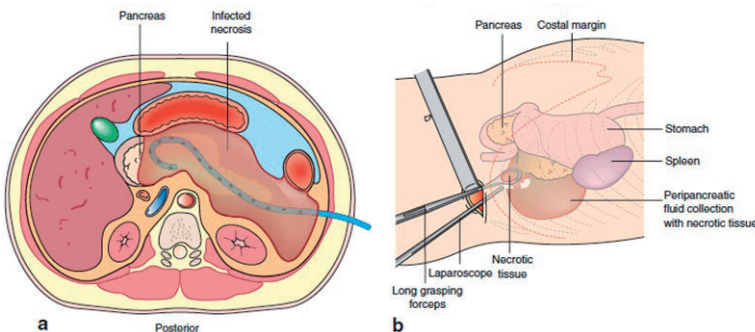 Pancreas
Infected
necrosis
a
Posterior
Pancreas
Costal margin
Stomach
Spleen
Peripancreatic
fluid collection
with necrotic tissue
Necrotic
tissue
Laparoscope
Long grasping
forceps
b